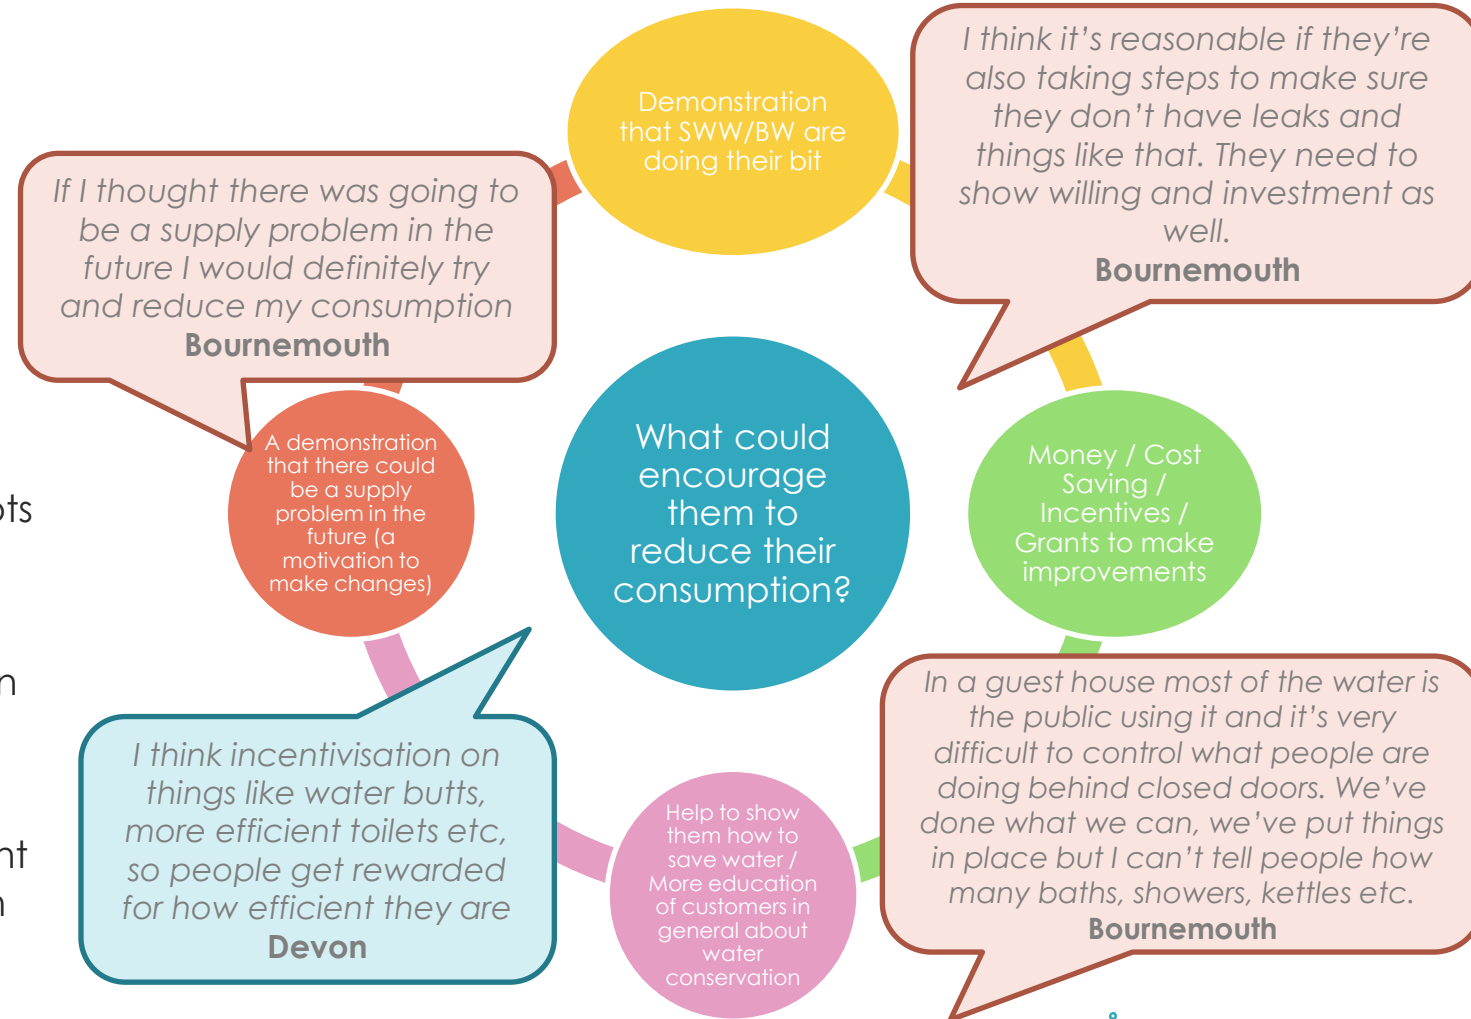 Demonstration
that SWW/BW are
doing their bit
I think it's reasonable if they're
also taking steps to make sure
they don't have leaks and
things like that. They need to
show willing and investment as
well.
Bournemouth
If I thought there was going to
be a supply problem in the
future I would definitely try
and reduce my consumption
Bournemouth
What could
encourage
them to
reduce their
consumption?
A demonstration
that there could
be a supply
problem in the
future (a
motivation to
make changes)
Money / Cost
Saving /
Incentives /
Grants to make
improvements
I think incentivisation on
things like water butts,
more efficient toilets etc,
so people get rewarded
for how efficient they are
Devon
Help to show
them how to
save water /
More education
of customers in
general about
water
conservation
In a guest house most of the water is
the public using it and it's very
difficult to control what people are
doing behind closed doors. We've
done what we can, we've put things
in place but I can't tell people how
many baths, showers, kettles etc.
Bournemouth